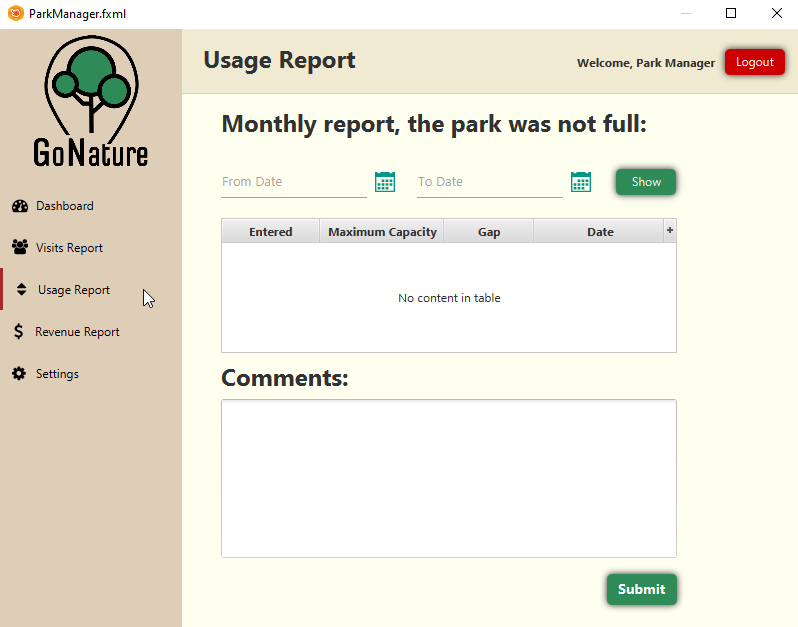 ParkManager.fxml
GoNature
Usage Report
Welcome, Park Manager
Logout
Dashboard
Visits Report
Usage Report
Revenue Report
Settings
Monthly report, the park was not full:
From Date
To Date
Show
Entered Maximum Capacity Gap Date +
No content in table
Comments:
Submit